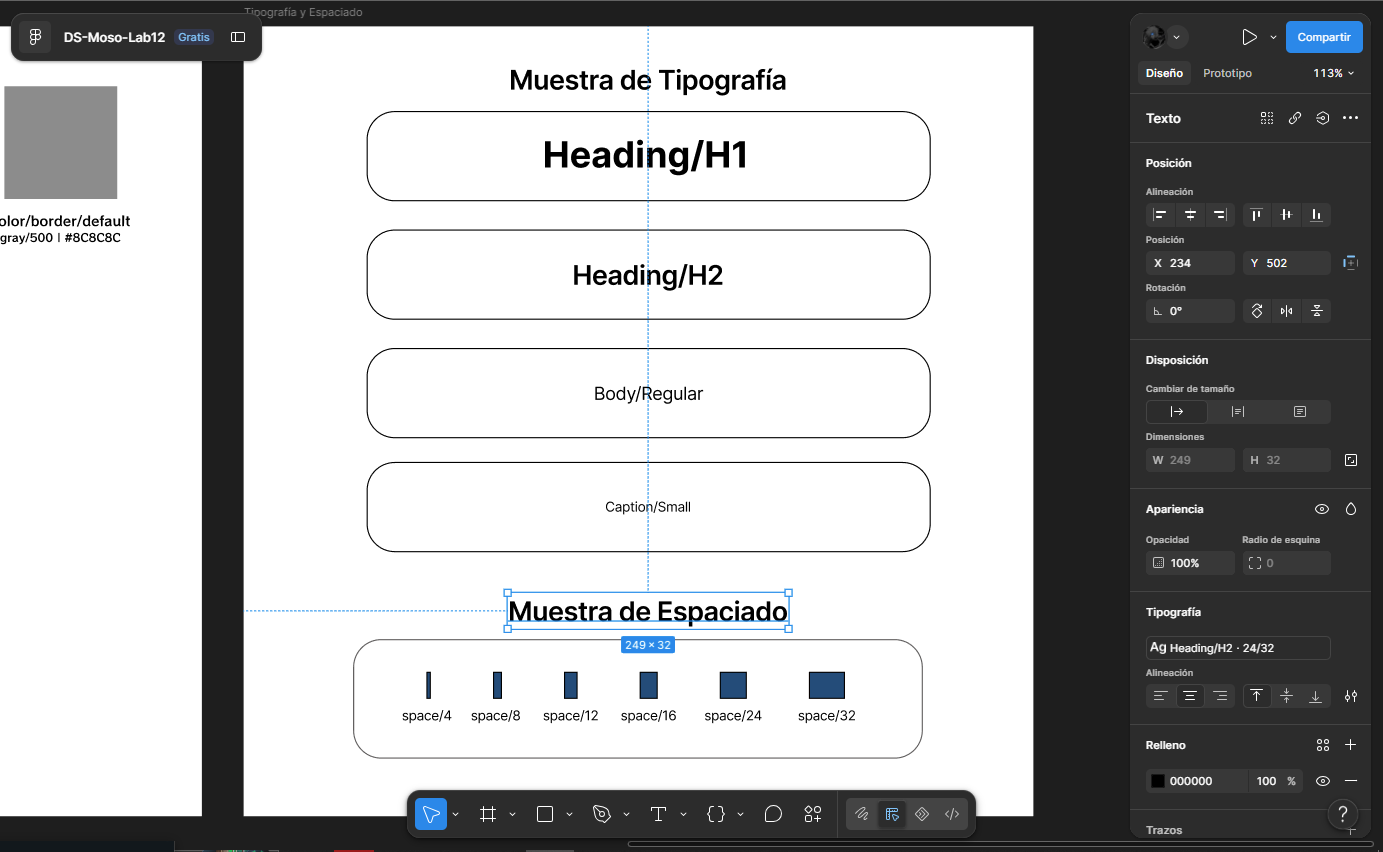 Tipografía y Espaciado
DS-Moso-Lab12 Gratis
Compartir
Diseño Prototipo 113%
olor/border/default
gray/500 | #8C8C8C
Muestra de Tipografía
Heading/H1
Heading/H2
Body/Regular
Caption/Small
Muestra de Espaciado
249 × 32
space/4 space/8 space/12 space/16 space/24 space/32
Texto
Posición
Alineación
Posición
X 234 Y 502
Rotación
0°
Disposición
Cambiar de tamaño
Dimensiones
W 249 H 32
Apariencia
Opacidad Radio de esquina
100% 0
Tipografía
Ag Heading/H2 · 24/32
Alineación
Relleno
000000 100 %
Trazos
?